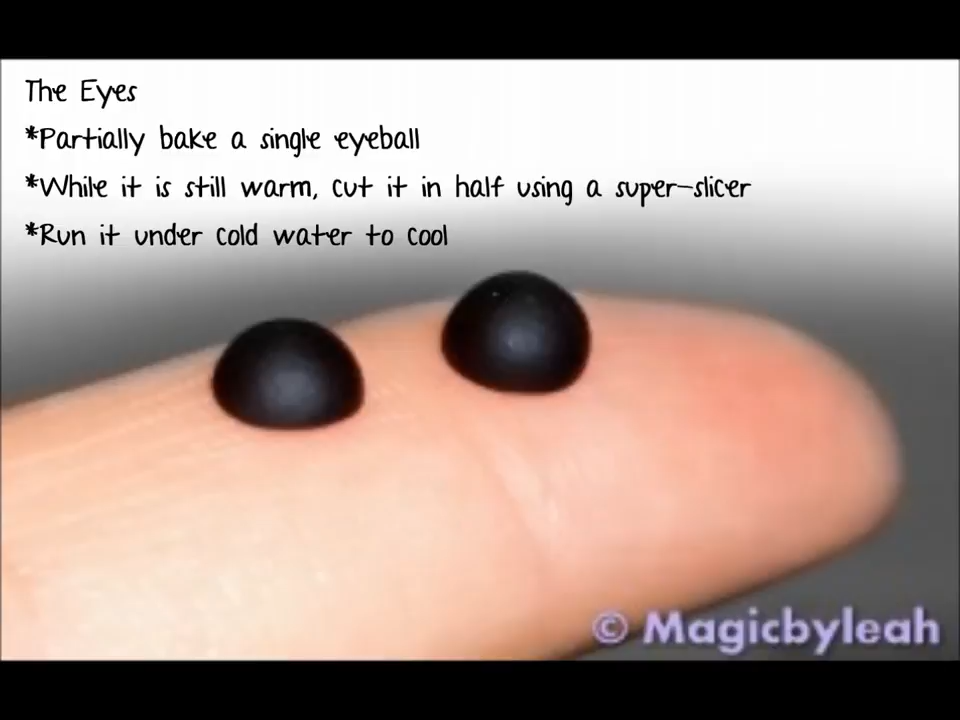 The Eyes
*Partially bake a single eyeball
*While it is still warm, cut it in half using a super-slicer
*Run it under cold water to cool
© Magicbyleah